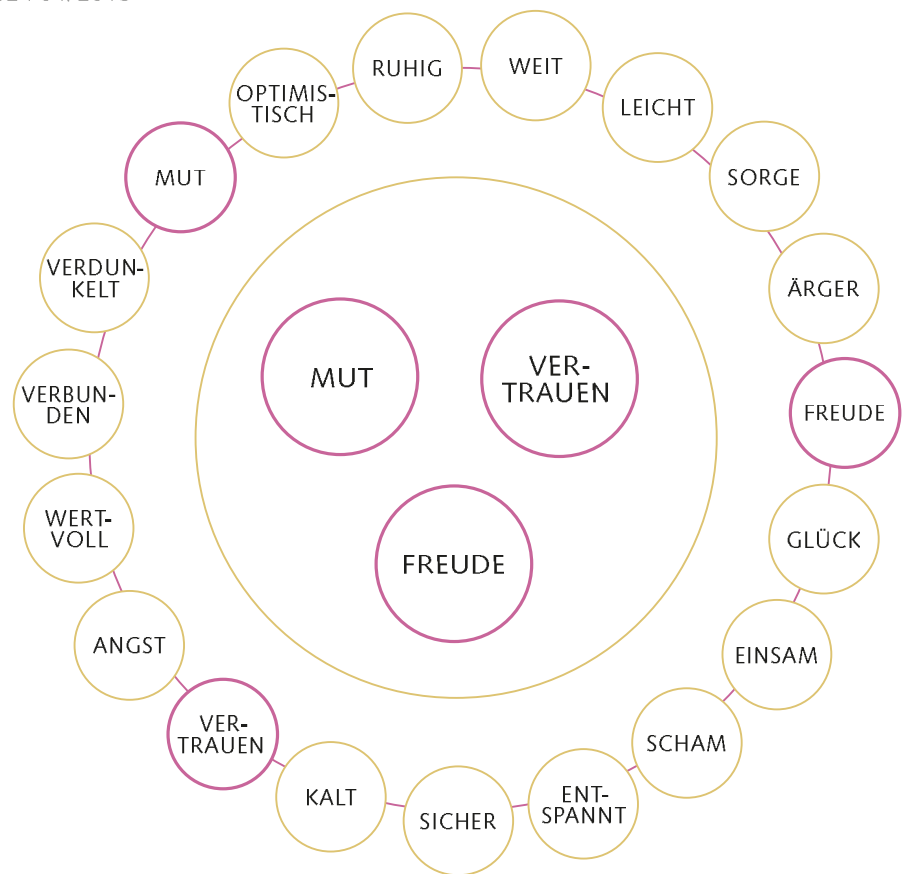 RUHIG
WEIT
OPTIMIS-
TISCH
LEICHT
MUT
SORGE
VERDUN-
KELT
ÄRGER
MUT
VER-
TRAUEN
VERBUN-
DEN
FREUDE
WERT-
VOLL
GLÜCK
FREUDE
ANGST
EINSAM
VER-
TRAUEN
SCHAM
KALT
SICHER
ENT-
SPANNT